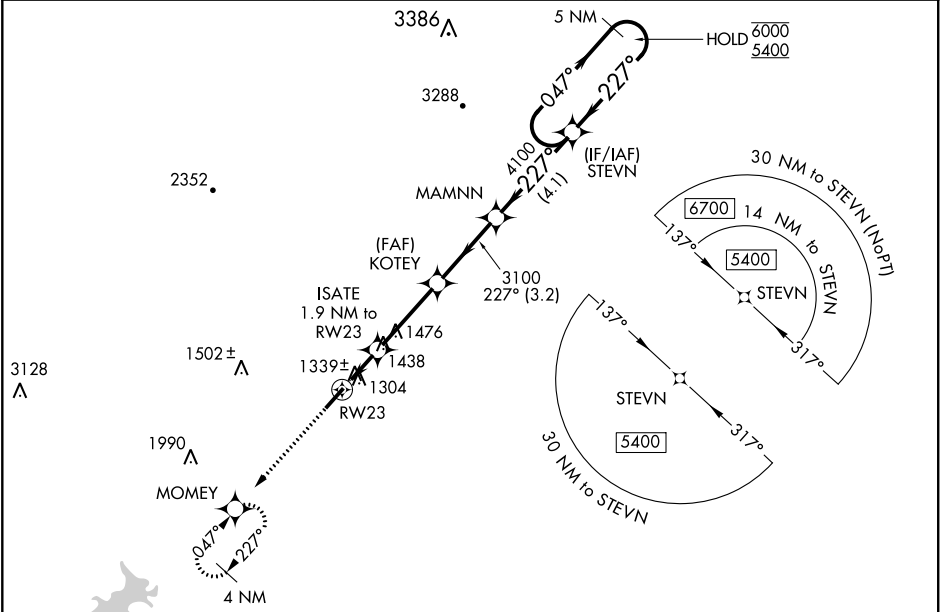 3386
5 NM
HOLD 6000
5400
047°
227°
3288
4100
227°
(4.1)
(IF/IAF)
STEVN
2352
MAMNN
(FAF)
KOTEY
3100
227° (3.2)
ISATE
1.9 NM to
RW23
1476
1438
1502 ±
1339 ±
1304
RW23
3128
1990
MOMEY
047°
227°
4 NM
30 NM to STEVN (NoPT)
6700
14 NM to STEVN
137°
5400
STEVN
317°
137°
STEVN
317°
5400
30 NM to STEVN